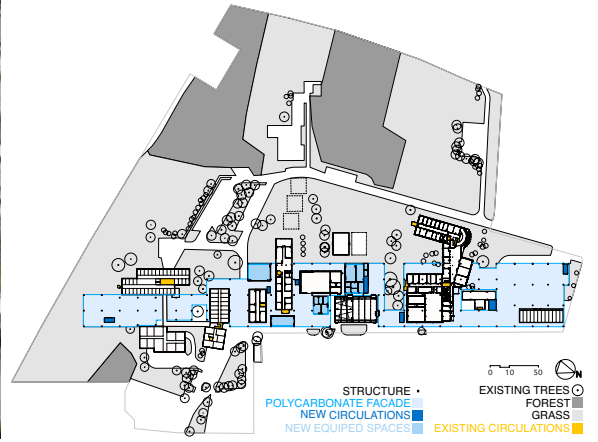 0 10 50 N
STRUCTURE
POLYCARBONATE FACADE
NEW CIRCULATIONS
NEW EQUIPED SPACES
EXISTING TREES
FOREST
GRASS
EXISTING CIRCULATIONS